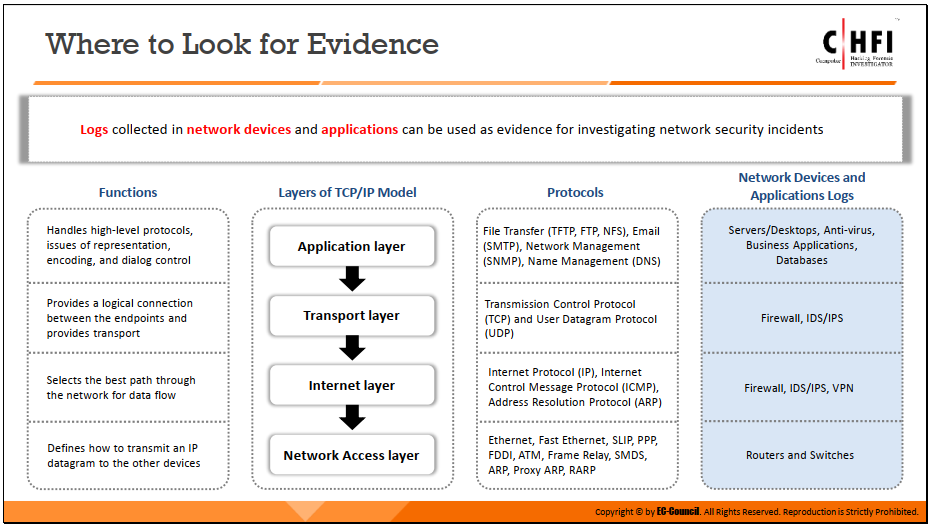 Where to Look for Evidence
C|HFI
Computer Hacking Forensic
INVESTIGATOR
Logs collected in network devices and applications can be used as evidence for investigating network security incidents
Functions
Layers of TCP/IP Model
Protocols
Network Devices and
Applications Logs
Handles high-level protocols,
issues of representation,
encoding, and dialog control
Application layer
File Transfer (TFTP, FTP, NFS), Email
(SMTP), Network Management
(SNMP), Name Management (DNS)
Servers/Desktops, Anti-virus,
Business Applications,
Databases
Provides a logical connection
between the endpoints and
provides transport
Transport layer
Transmission Control Protocol
(TCP) and User Datagram Protocol
(UDP)
Firewall, IDS/IPS
Selects the best path through
the network for data flow
Internet layer
Internet Protocol (IP), Internet
Control Message Protocol (ICMP),
Address Resolution Protocol (ARP)
Firewall, IDS/IPS, VPN
Defines how to transmit an IP
datagram to the other devices
Network Access layer
Ethernet, Fast Ethernet, SLIP, PPP,
FDDI, ATM, Frame Relay, SMDS,
ARP, Proxy ARP, RARP
Routers and Switches
Copyright © by EC-Council. All Rights Reserved. Reproduction is Strictly Prohibited.